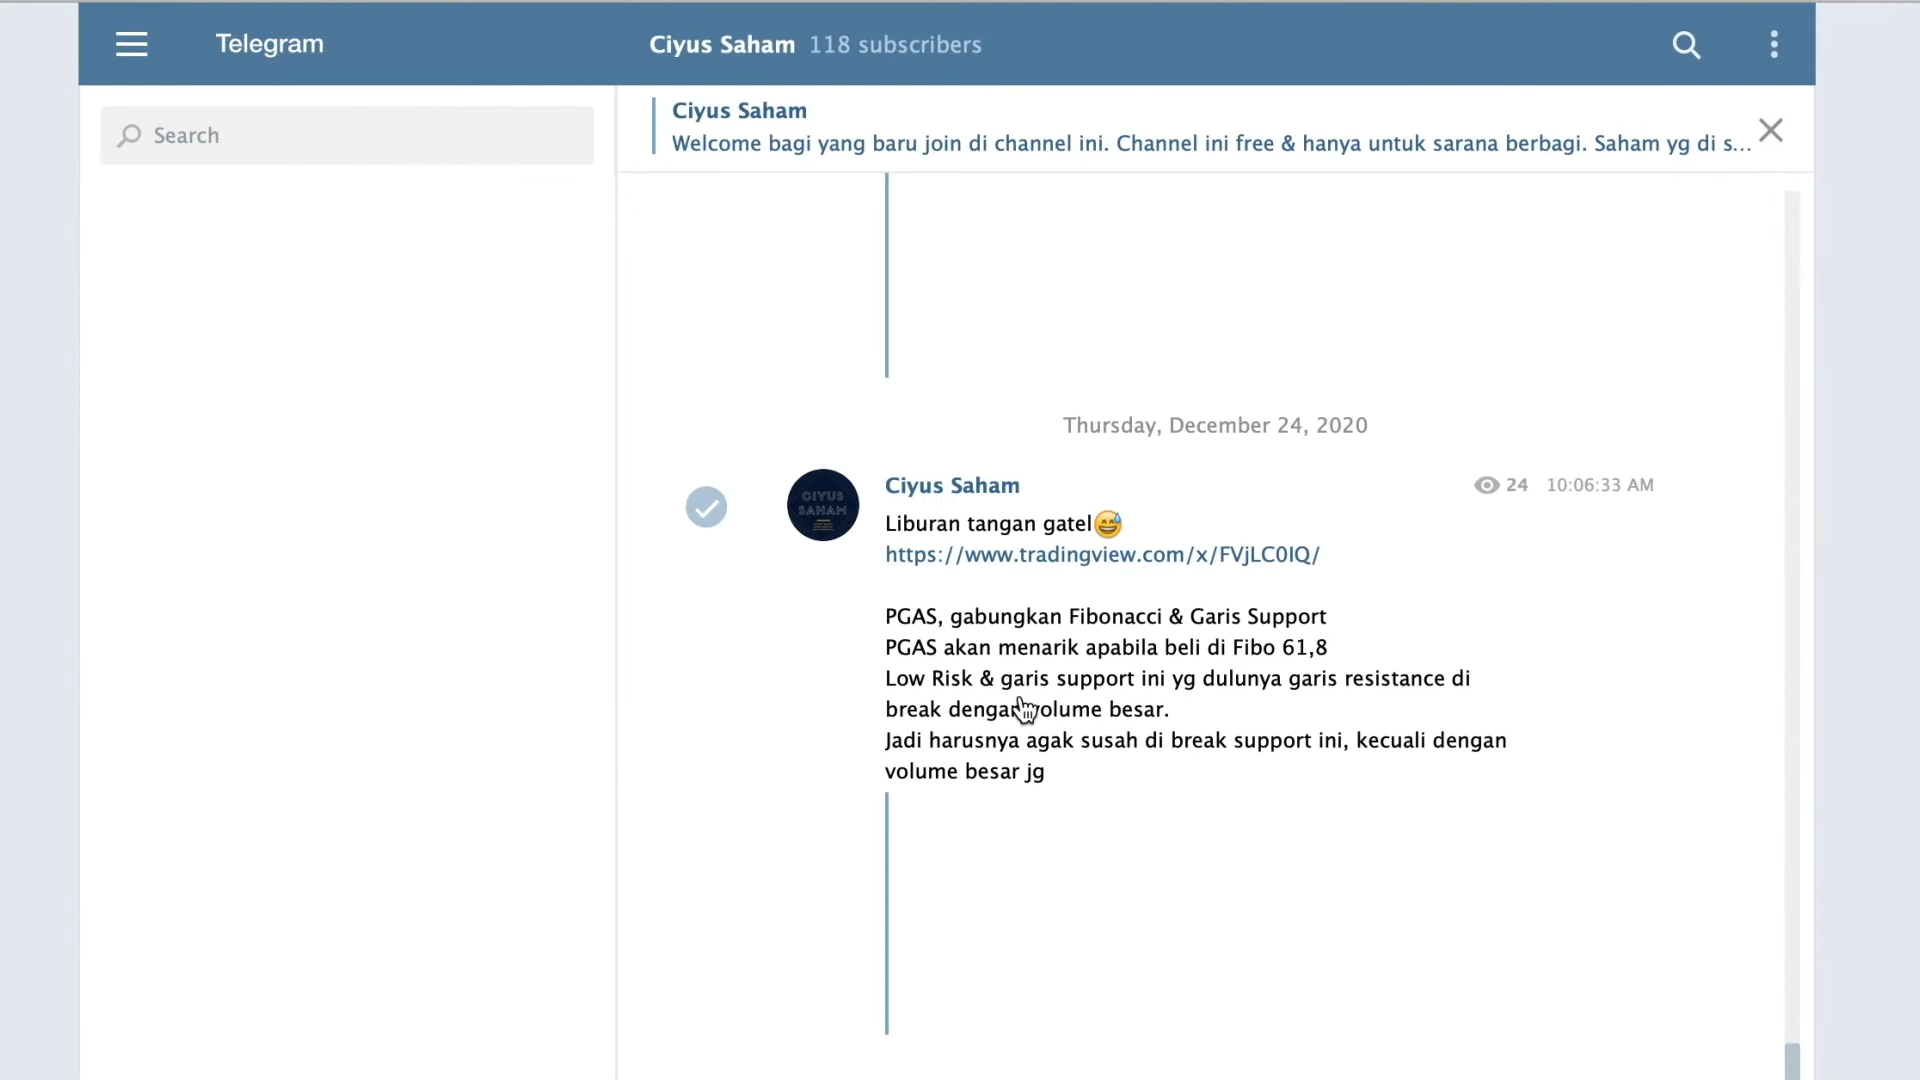 Telegram
Ciyus Saham 118 subscribers
Search
Ciyus Saham
Welcome bagi yang baru join di channel ini. Channel ini free & hanya untuk sarana berbagi. Saham yg di s...
Thursday, December 24, 2020
CIYUS
SAHAM
Ciyus Saham
24 10:06:33 AM
Liburan tangan gatel😅
https://www.tradingview.com/x/FVjLC0IQ/
PGAS, gabungkan Fibonacci & Garis Support
PGAS akan menarik apabila beli di Fibo 61,8
Low Risk & garis support ini yg dulunya garis resistance di
break dengan volume besar.
Jadi harusnya agak susah di break support ini, kecuali dengan
volume besar jg